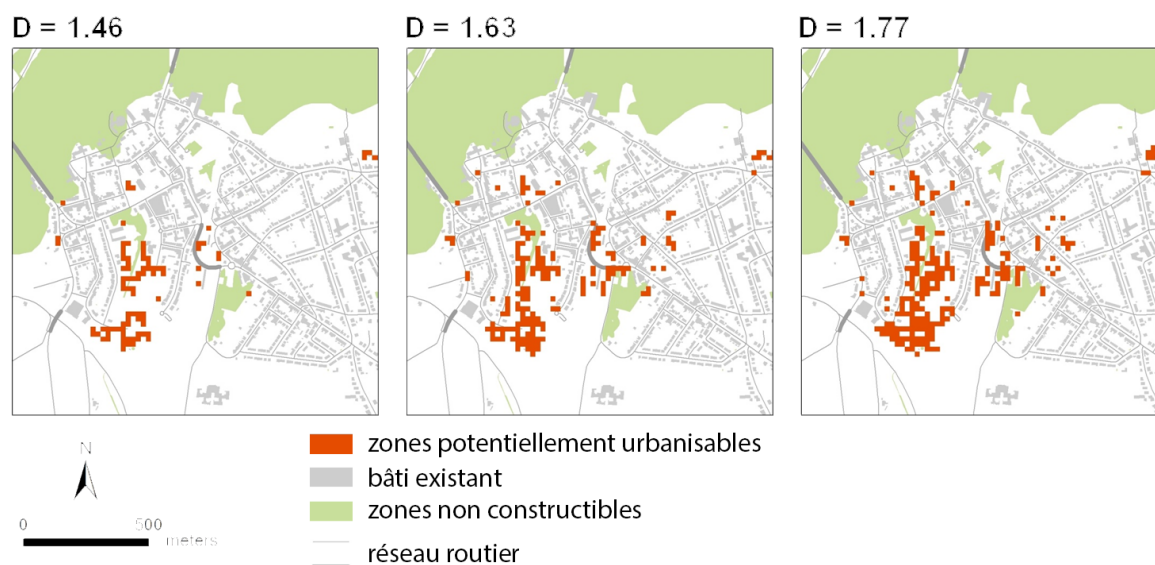 D = 1.46
D = 1.63
D = 1.77
N
0 500
meters
zones potentiellement urbanisables
bâti existant
zones non constructibles
réseau routier